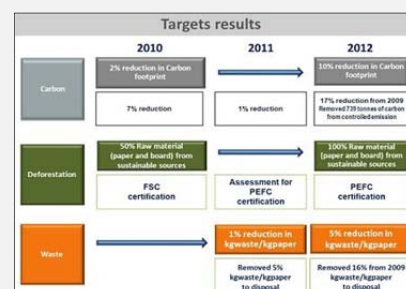 Targets results
2010
2011
2012
Carbon
2% reduction in Carbon
footprint
10% reduction in Carbon
footprint
7% reduction
1% reduction
17% reduction from 2009
Removed 739 tonnes of carbon
from controlled emission
Deforestation
50% Raw material
(paper and board) from
sustainable sources
100% Raw material
(paper and board) from
sustainable sources
FSC
certification
Assessment for
PEFC
certification
PEFC
certification
Waste
1% reduction in
kgwaste/kgpaper
5% reduction in
kgwaste/kgpaper
Removed 5%
kgwaste/kgpaper
to disposal
Removed 16% from 2009
kgwaste/kgpaper
to disposal